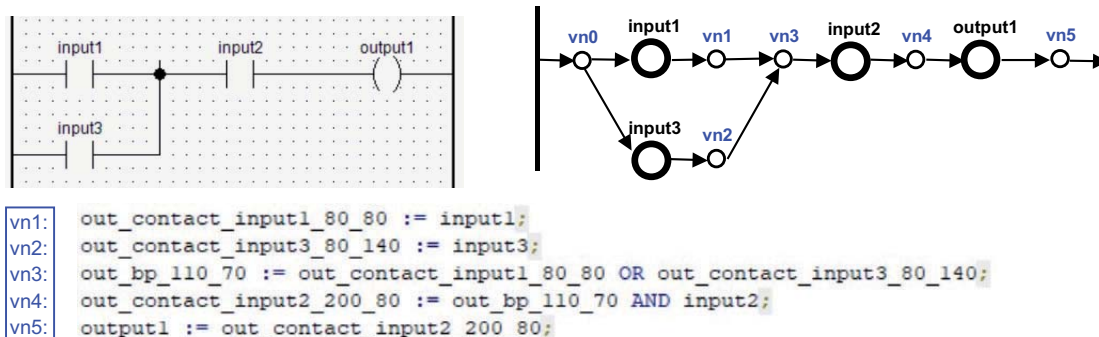 input1 input2 output1
input3
vn0 input1 vn1 vn3 input2 vn4 output1 vn5
input3 vn2
vn1: out_contact_input1_80_80 := input1;
vn2: out_contact_input3_80_140 := input3;
vn3: out_bp_110_70 := out_contact_input1_80_80 OR out_contact_input3_80_140;
vn4: out_contact_input2_200_80 := out_bp_110_70 AND input2;
vn5: output1 := out_contact_input2_200_80;